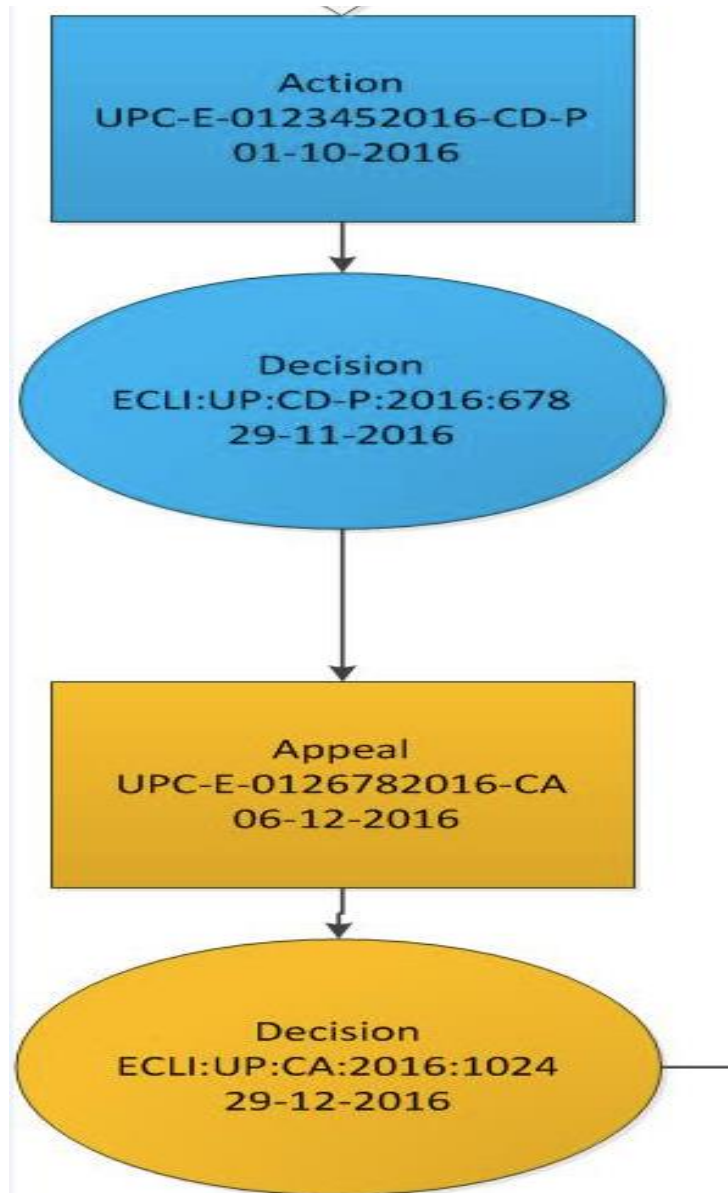 Action
UPC-E-0123452016-CD-P
01-10-2016
Decision
ECLI:UP:CD-P:2016:678
29-11-2016
Appeal
UPC-E-0126782016-CA
06-12-2016
Decision
ECLI:UP:CA:2016:1024
29-12-2016